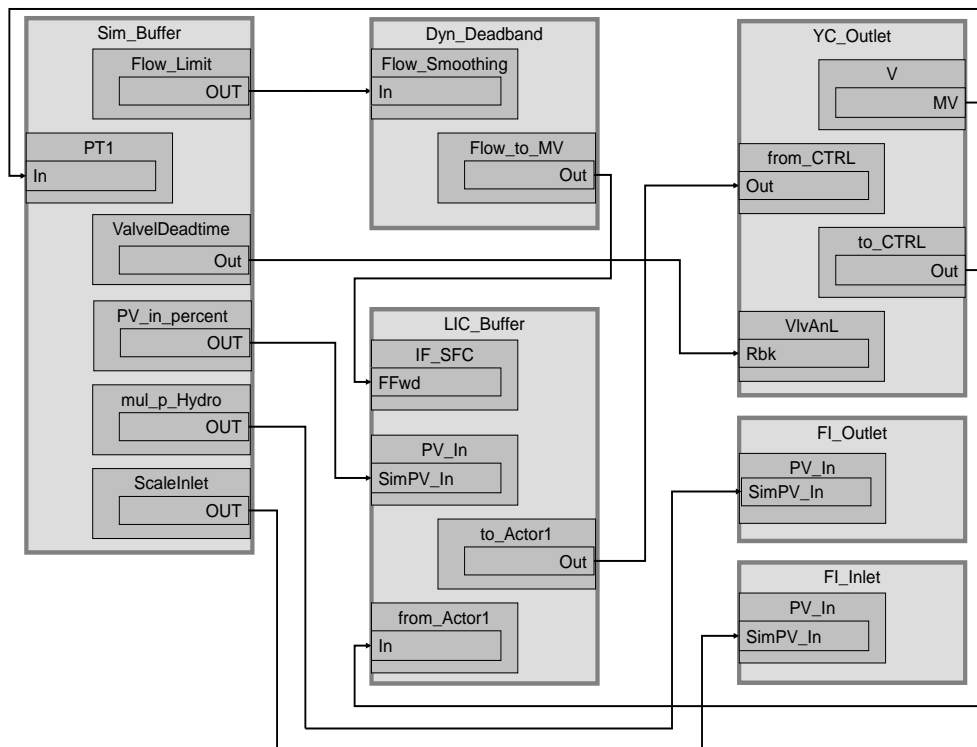 Sim_Buffer
Flow_Limit
OUT
PT1
In
ValvelDeadtime
Out
PV_in_percent
OUT
mul_p_Hydro
OUT
ScaleInlet
OUT
Dyn_Deadband
Flow_Smoothing
In
Flow_to_MV
Out
LIC_Buffer
IF_SFC
FFwd
PV_In
SimPV_In
to_Actor1
Out
from_Actor1
In
YC_Outlet
V
MV
from_CTRL
Out
to_CTRL
Out
VlvAnL
Rbk
FI_Outlet
PV_In
SimPV_In
FI_Inlet
PV_In
SimPV_In